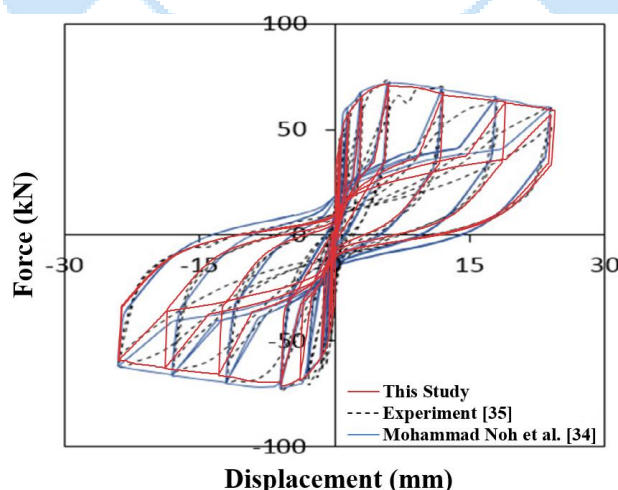 100
50
0
-30
-15
15
30
-50
-100
Force (kN)
This Study
Experiment [35]
Mohammad Noh et al. [34]
Displacement (mm)